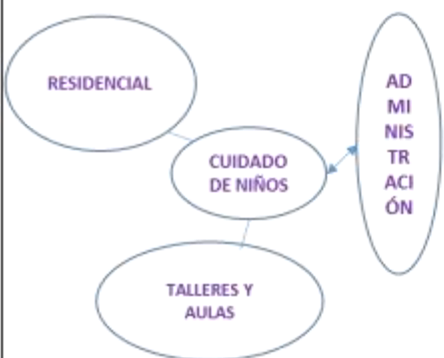 RESIDENCIAL
CUIDADO
DE NIÑOS
AD
MI
NIS
TR
ACI
ÓN
TALLERES Y
AULAS